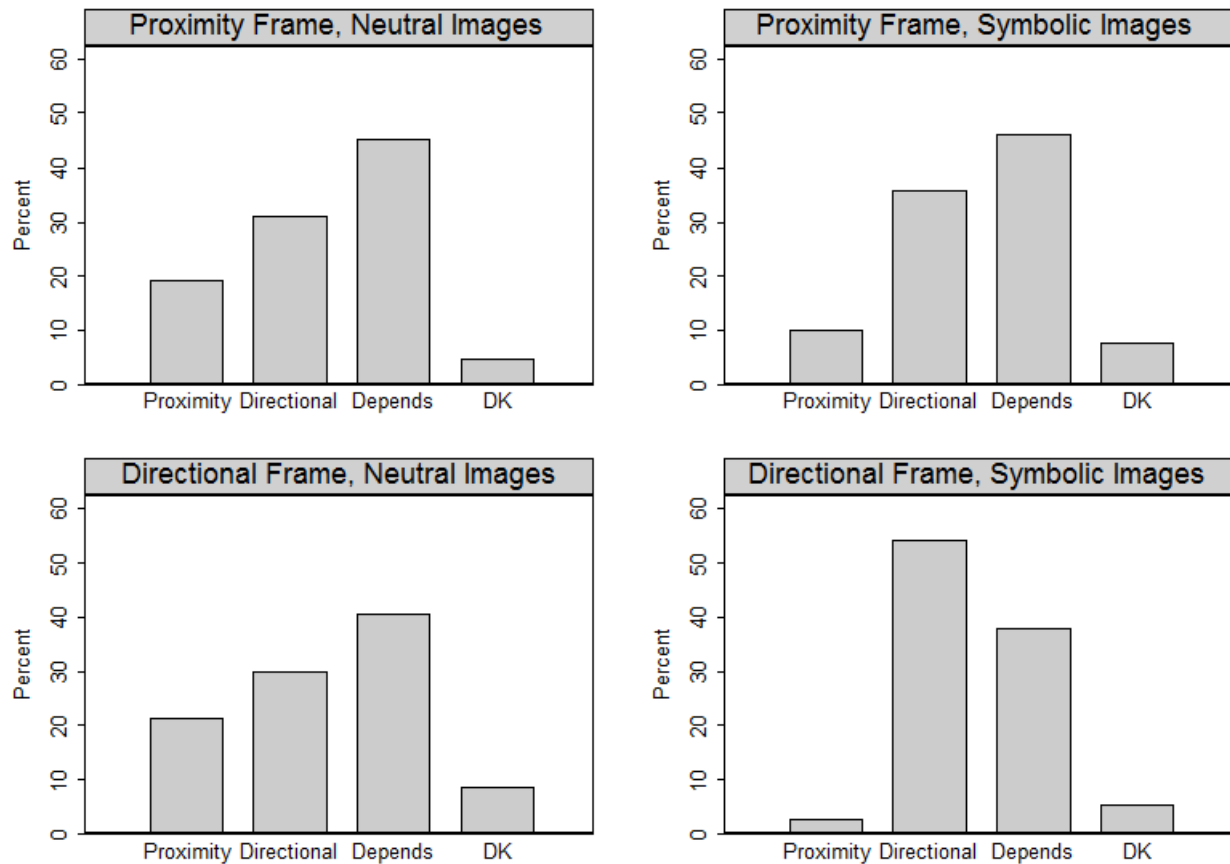 Proximity Frame, Neutral Images
Percent
60
50
40
30
20
10
0
Proximity Directional Depends DK
Proximity Frame, Symbolic Images
Percent
60
50
40
30
20
10
0
Proximity Directional Depends DK
Directional Frame, Neutral Images
Percent
60
50
40
30
20
10
0
Proximity Directional Depends DK
Directional Frame, Symbolic Images
Percent
60
50
40
30
20
10
0
Proximity Directional Depends DK